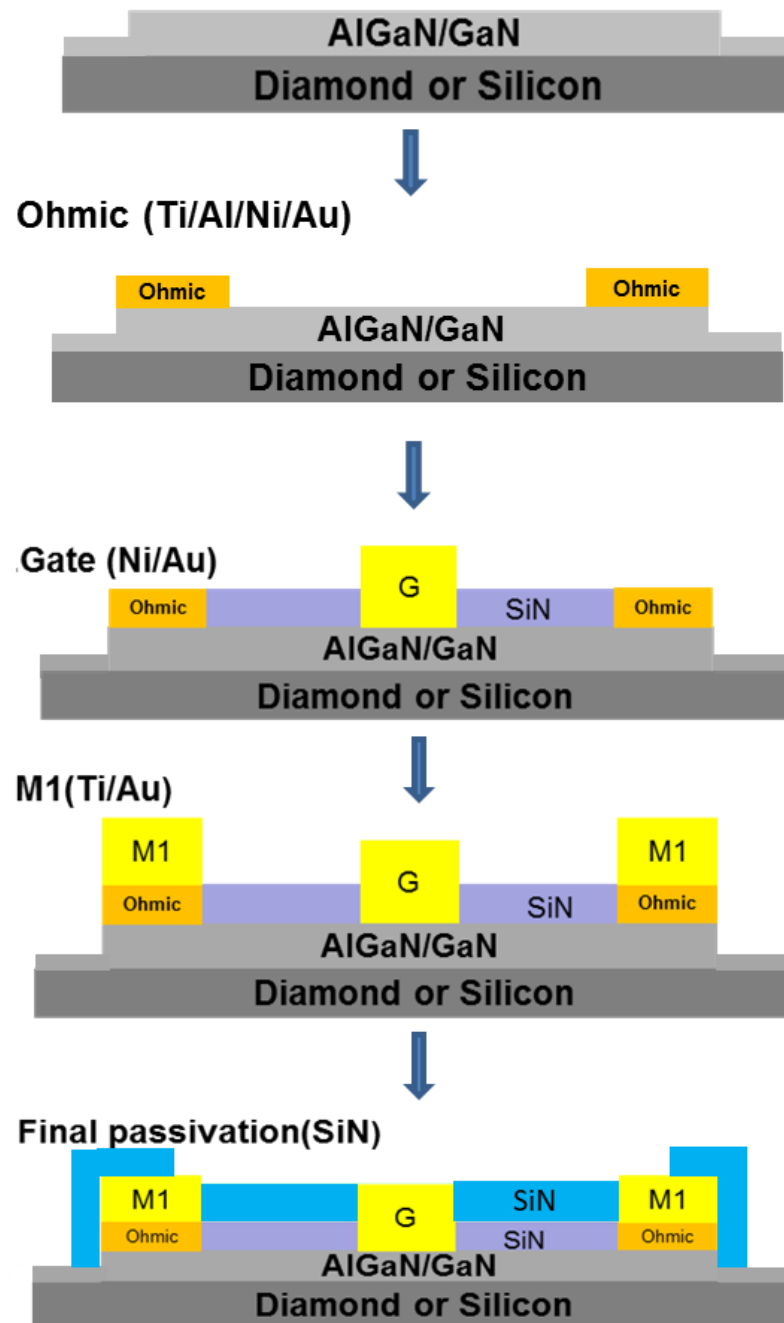 AlGaN/GaN
Diamond or Silicon
Ohmic (Ti/Al/Ni/Au)
Ohmic
Ohmic
AlGaN/GaN
Diamond or Silicon
.Gate (Ni/Au)
G
Ohmic
SiN
Ohmic
AlGaN/GaN
Diamond or Silicon
M1(Ti/Au)
M1
M1
G
Ohmic
SiN
Ohmic
AlGaN/GaN
Diamond or Silicon
Final passivation(SiN)
M1
SiN
M1
G
Ohmic
SiN
Ohmic
AlGaN/GaN
Diamond or Silicon